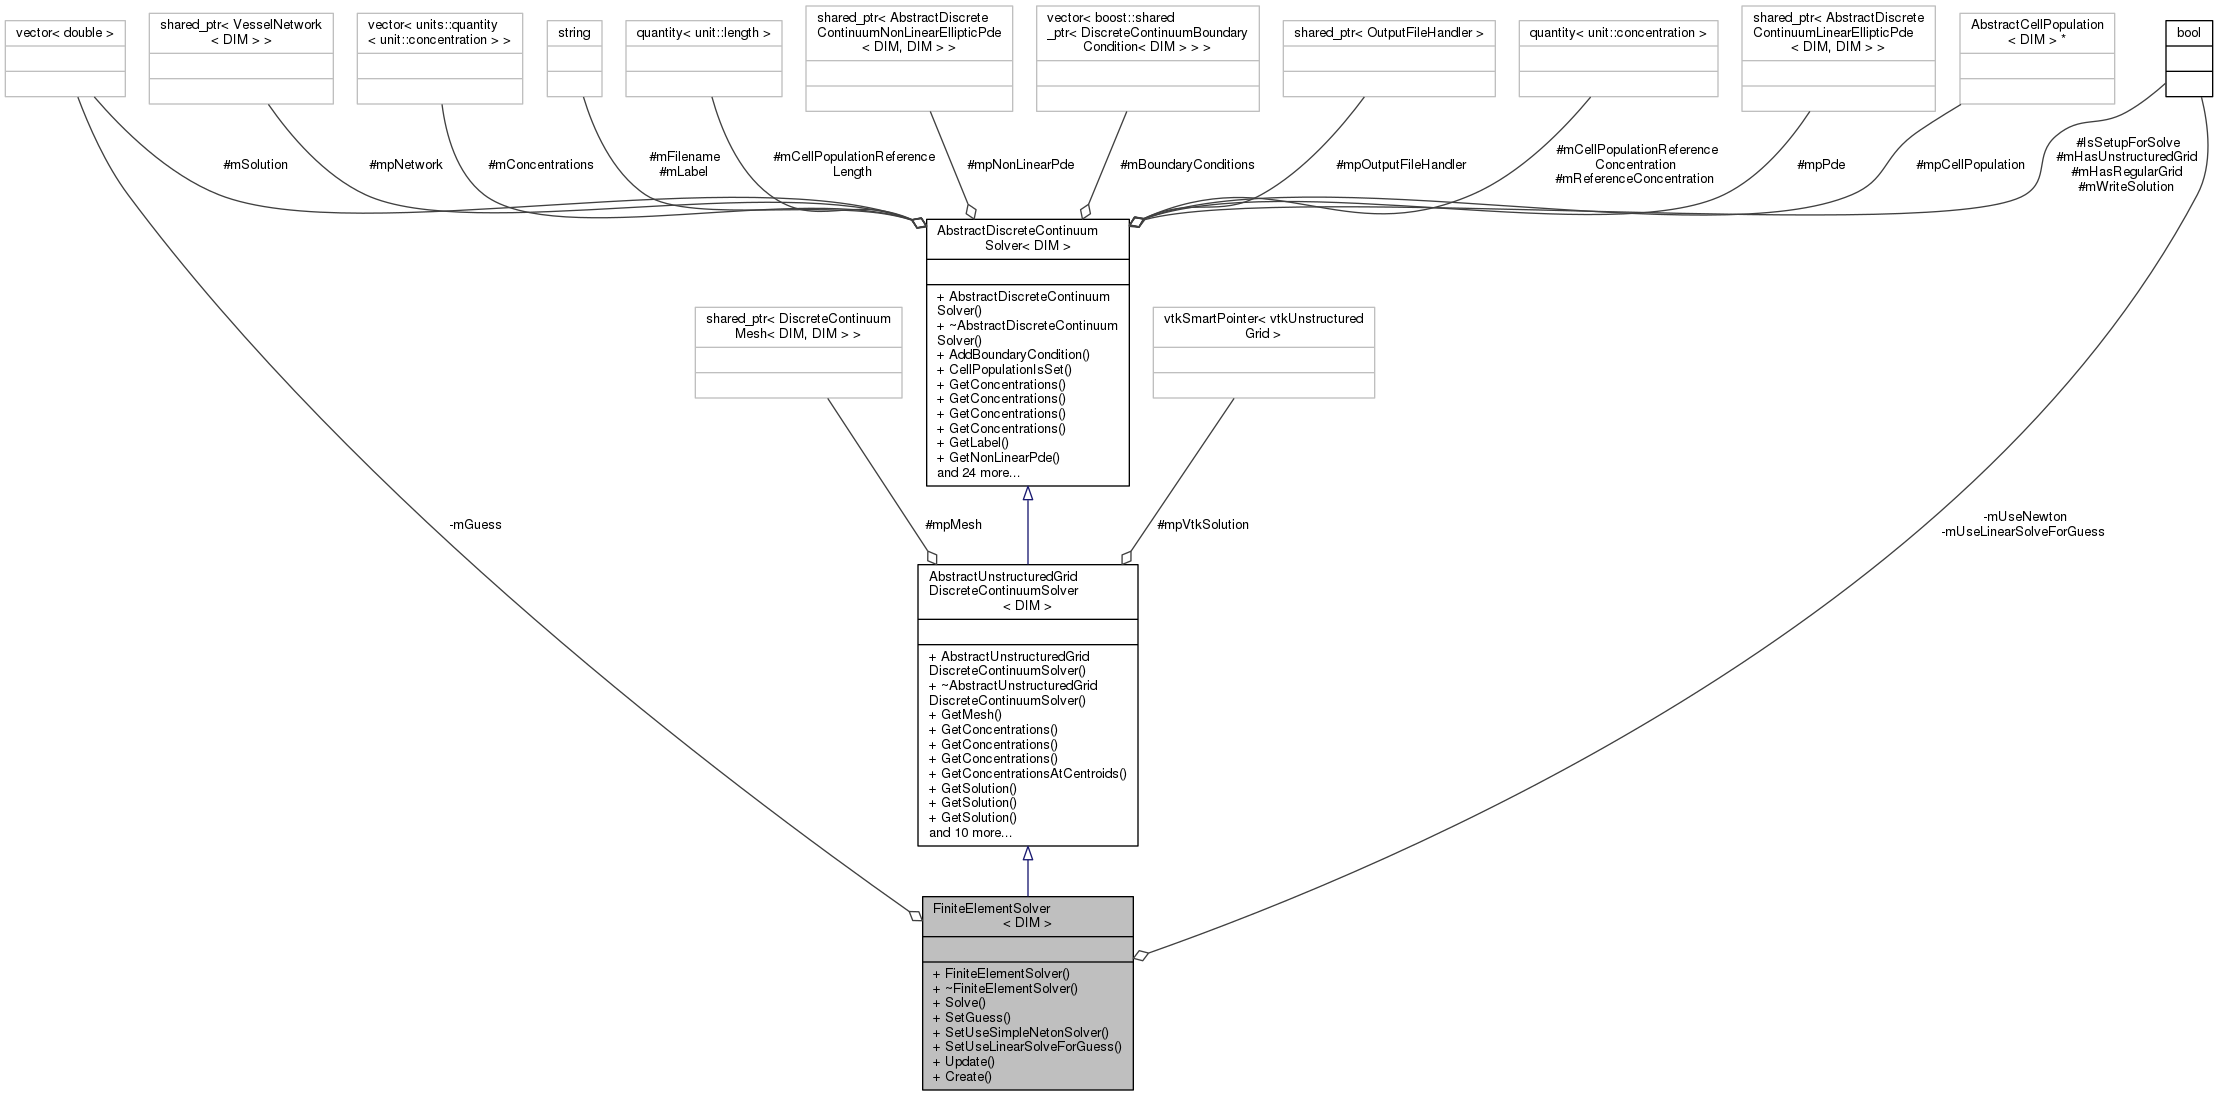 vector< double >
shared_ptr< VesselNetwork
< DIM > >
vector< units::quantity
< unit::concentration > >
string
quantity< unit::length >
shared_ptr< AbstractDiscrete
ContinuumNonLinearEllipticPde
< DIM, DIM > >
vector< boost::shared
_ptr< DiscreteContinuumBoundary
Condition< DIM > > >
shared_ptr< OutputFileHandler >
quantity< unit::concentration >
shared_ptr< AbstractDiscrete
ContinuumLinearEllipticPde
< DIM, DIM > >
AbstractCellPopulation
< DIM > *
bool
#mSolution
#mpNetwork
#mConcentrations
#mFilename
#mLabel
#mCellPopulationReference
Length
#mpNonLinearPde
#mBoundaryConditions
#mpOutputFileHandler
#mCellPopulationReference
Concentration
#mReferenceConcentration
#mpPde
#mpCellPopulation
#IsSetupForSolve
#mHasUnstructuredGrid
#mHasRegularGrid
#mWriteSolution
AbstractDiscreteContinuum
Solver< DIM >
+ AbstractDiscreteContinuum
Solver()
+ ~AbstractDiscreteContinuum
Solver()
+ AddBoundaryCondition()
+ CellPopulationIsSet()
+ GetConcentrations()
+ GetConcentrations()
+ GetConcentrations()
+ GetConcentrations()
+ GetLabel()
+ GetNonLinearPde()
and 24 more...
shared_ptr< DiscreteContinuum
Mesh< DIM, DIM > >
vtkSmartPointer< vtkUnstructured
Grid >
-mGuess
#mpMesh
#mpVtkSolution
-mUseNewton
-mUseLinearSolveForGuess
AbstractUnstructuredGrid
DiscreteContinuumSolver
< DIM >
+ AbstractUnstructuredGrid
DiscreteContinuumSolver()
+ ~AbstractUnstructuredGrid
DiscreteContinuumSolver()
+ GetMesh()
+ GetConcentrations()
+ GetConcentrations()
+ GetConcentrations()
+ GetConcentrationsAtCentroids()
+ GetSolution()
+ GetSolution()
+ GetSolution()
and 10 more...
FiniteElementSolver
< DIM >
+ FiniteElementSolver()
+ ~FiniteElementSolver()
+ Solve()
+ SetGuess()
+ SetUseSimpleNetonSolver()
+ SetUseLinearSolveForGuess()
+ Update()
+ Create()